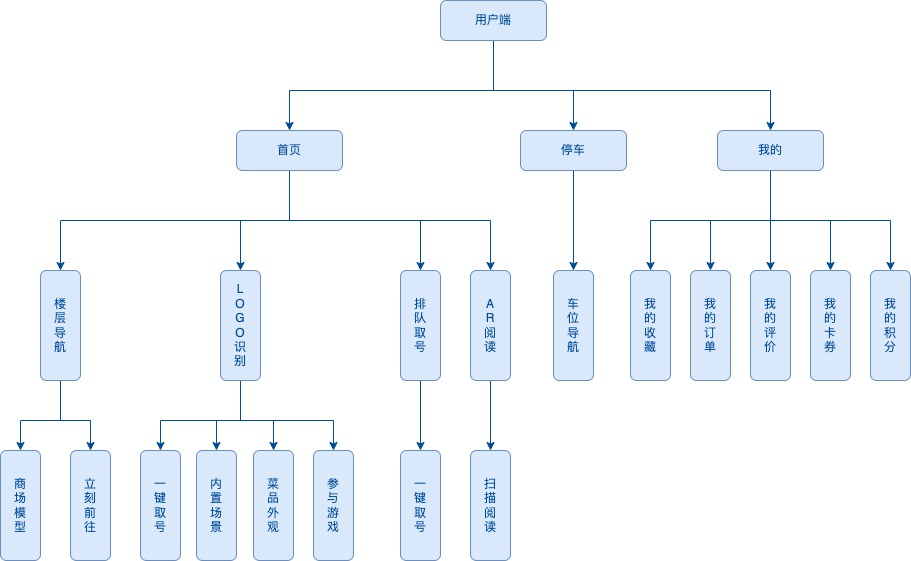 用户端
首页
停车
我的
楼层导航
LOGO识别
排队取号
AR阅读
车位导航
我的收藏
我的订单
我的评价
我的卡券
我的积分
商场模型
立刻前往
一键取号
内置场景
菜品外观
参与游戏
一键取号
扫描阅读